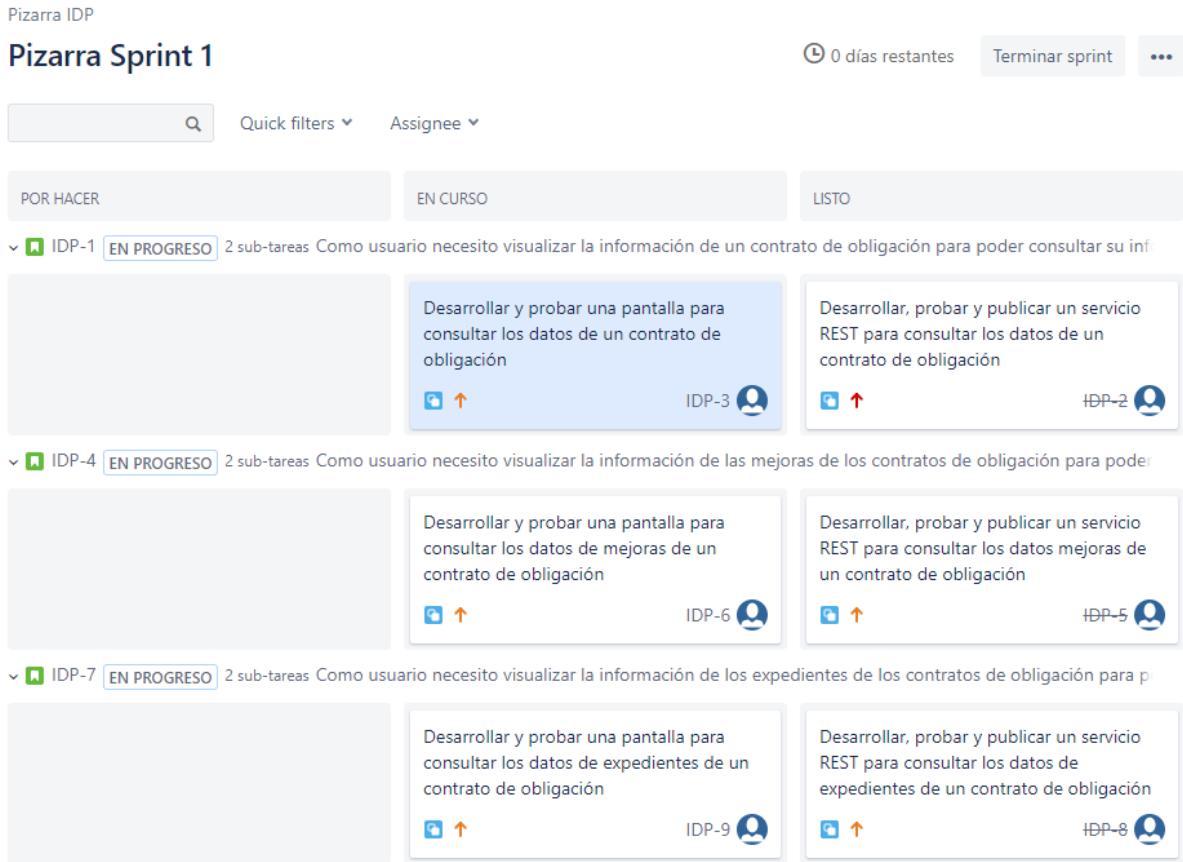 Pizarra IDP
Pizarra Sprint 1
0 días restantes
Terminar sprint
Quick filters
Assignee
POR HACER
EN CURSO
LISTO
IDP-1 EN PROGRESO 2 sub-tareas Como usuario necesito visualizar la información de un contrato de obligación para poder consultar su inf
Desarrollar y probar una pantalla para
consultar los datos de un contrato de
obligación
IDP-3
Desarrollar, probar y publicar un servicio
REST para consultar los datos de un
contrato de obligación
IDP-2
IDP-4 EN PROGRESO 2 sub-tareas Como usuario necesito visualizar la información de las mejoras de los contratos de obligación para poder
Desarrollar y probar una pantalla para
consultar los datos de mejoras de un
contrato de obligación
IDP-6
Desarrollar, probar y publicar un servicio
REST para consultar los datos mejoras de
un contrato de obligación
IDP-5
IDP-7 EN PROGRESO 2 sub-tareas Como usuario necesito visualizar la información de los expedientes de los contratos de obligación para p
Desarrollar y probar una pantalla para
consultar los datos de expedientes de un
contrato de obligación
IDP-9
Desarrollar, probar y publicar un servicio
REST para consultar los datos de
expedientes de un contrato de obligación
IDP-8